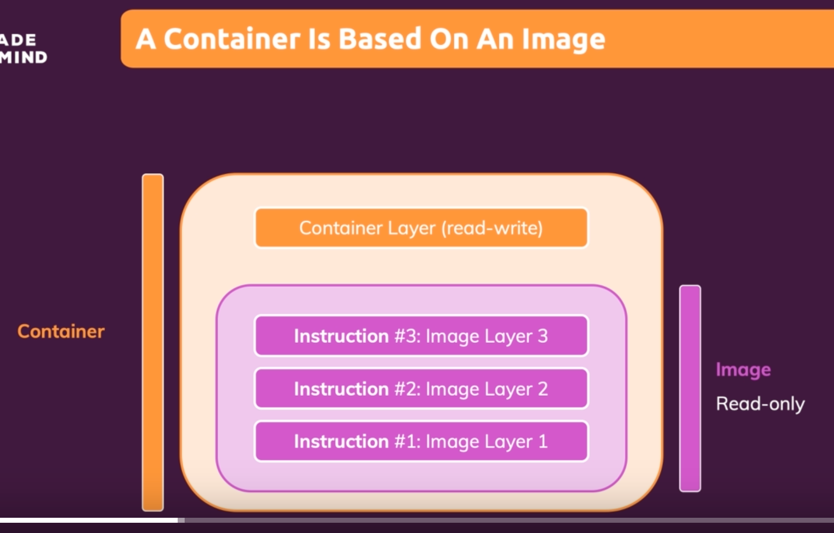 ADE
MIND
A Container Is Based On An Image
Container Layer (read-write)
Instruction #3: Image Layer 3
Instruction #2: Image Layer 2
Instruction #1: Image Layer 1
Container
Image
Read-only